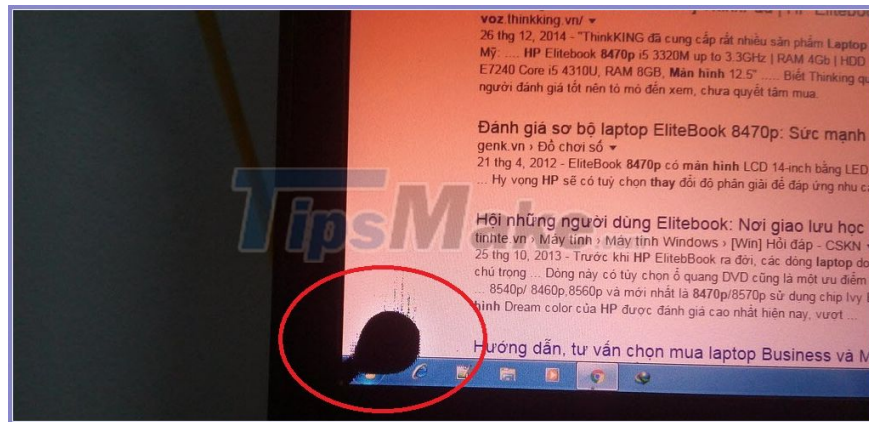 voz.thinkking.vn/ ▾
26 thg 12, 2014 - "ThinkKING đã cung cấp rất nhiều sản phẩm Laptop
Mỹ: .... HP Elitebook 8470p i5 3320M up to 3.3GHz | RAM 4Gb | HDD
E7240 Core i5 4310U, RAM 8GB, Màn hình 12.5" ..... Biết Thinking qu
người đánh giá tốt nên tò mò đến xem, chưa quyết tâm mua.
Đánh giá sơ bộ laptop EliteBook 8470p: Sức mạnh
genk.vn › Đồ chơi số ▾
21 thg 4, 2012 - EliteBook 8470p có màn hình LCD 14-inch bằng LED
... Hy vọng HP sẽ có tuỳ chọn thay đổi độ phân giải để đáp ứng nhu c
TipsMake
Hội những người dùng Elitebook: Nơi giao lưu học
tinhte.vn › Máy tính › Máy tính Windows › [Win] Hỏi đáp - CSKN
25 thg 10, 2013 - Trước khi HP ElitebBook ra đời, các dòng laptop do
chú trọng ... Dòng này có tùy chọn ổ quang DVD cũng là một ưu điểm
... 8540p/ 8460p,8560p và mới nhất là 8470p/8570p sử dụng chip Ivy
hình Dream color của HP được đánh giá cao nhất hiện nay, vượt ...
Hướng dẫn, tư vấn chọn mua laptop Business và M